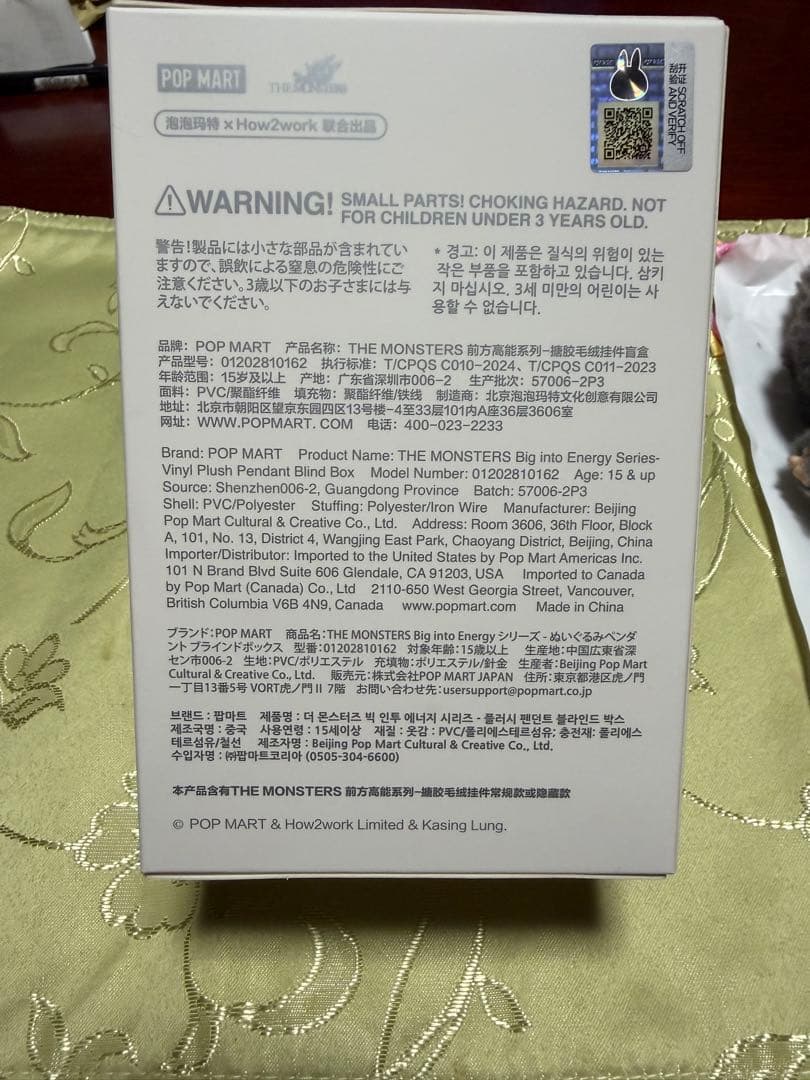 POP MART
THE MONSTERS
泡泡玛特×How2work 联合出品
刮开验证
SCRATCH OFF
AND VERIFY
WARNING! SMALL PARTS! CHOKING HAZARD. NOT
FOR CHILDREN UNDER 3 YEARS OLD.
警告!製品には小さな部品が含まれてい
ますので、誤飲による窒息の危険性にご
注意ください。3歳以下のお子さまには与
えないでください。
* 경고: 이 제품은 질식의 위험이 있는
작은 부품을 포함하고 있습니다. 삼키
지 마십시오. 3세 미만의 어린이는 사
용할 수 없습니다.
品牌：POP MART 产品名称：THE MONSTERS 前方高能系列-搪胶毛绒挂件盲盒
产品型号：01202810162 执行标准：T/CPQS C010-2024、T/CPQS C011-2023
年龄范围：15岁及以上 产地：广东省深圳市006-2 生产批次：57006-2P3
面料：PVC/聚酯纤维 填充物：聚酯纤维/铁线 制造商：北京泡泡玛特文化创意有限公司
地址：北京市朝阳区望京东园四区13号楼-4至33层101内A座36层3606室
网址：WWW.POPMART.COM 电话：400-023-2233
Brand: POP MART Product Name: THE MONSTERS Big into Energy Series-
Vinyl Plush Pendant Blind Box Model Number: 01202810162 Age: 15 & up
Source: Shenzhen006-2, Guangdong Province Batch: 57006-2P3
Shell: PVC/Polyester Stuffing: Polyester/Iron Wire Manufacturer: Beijing
Pop Mart Cultural & Creative Co., Ltd. Address: Room 3606, 36th Floor, Block
A, 101, No. 13, District 4, Wangjing East Park, Chaoyang District, Beijing, China
Importer/Distributor: Imported to the United States by Pop Mart Americas Inc.
101 N Brand Blvd Suite 606 Glendale, CA 91203, USA Imported to Canada
by Pop Mart (Canada) Co., Ltd 2110-650 West Georgia Street, Vancouver,
British Columbia V6B 4N9, Canada www.popmart.com Made in China
ブランド：POP MART 商品名：THE MONSTERS Big into Energy シリーズ - ぬいぐるみペンダ
ント ブラインドボックス 型番：01202810162 対象年齢：15歳以上 生産地：中国広東省深
セン市006-2 生地：PVC/ポリエステル 充填物：ポリエステル/針金 生産者：Beijing Pop Mart
Cultural & Creative Co., Ltd. 販売元：株式会社POP MART JAPAN 住所：東京都港区虎ノ門
一丁目13番5号 VORT虎ノ門Ⅱ 7階 お問い合わせ先：usersupport@popmart.co.jp
브랜드 : 팝마트 제품명 : 더 몬스터즈 빅 인투 에너지 시리즈 - 플러시 펜던트 블라인드 박스
제조국명 : 중국 사용연령 : 15세이상 재질 : 옷감 : PVC/폴리에스테르섬유; 충전재: 폴리에스
테르섬유/철선 제조자명 : Beijing Pop Mart Cultural & Creative Co., Ltd.
수입자명 : ㈜팝마트코리아 (0505-304-6600)
本产品含有THE MONSTERS 前方高能系列-搪胶毛绒挂件常规款或隐藏款
© POP MART & How2work Limited & Kasing Lung.